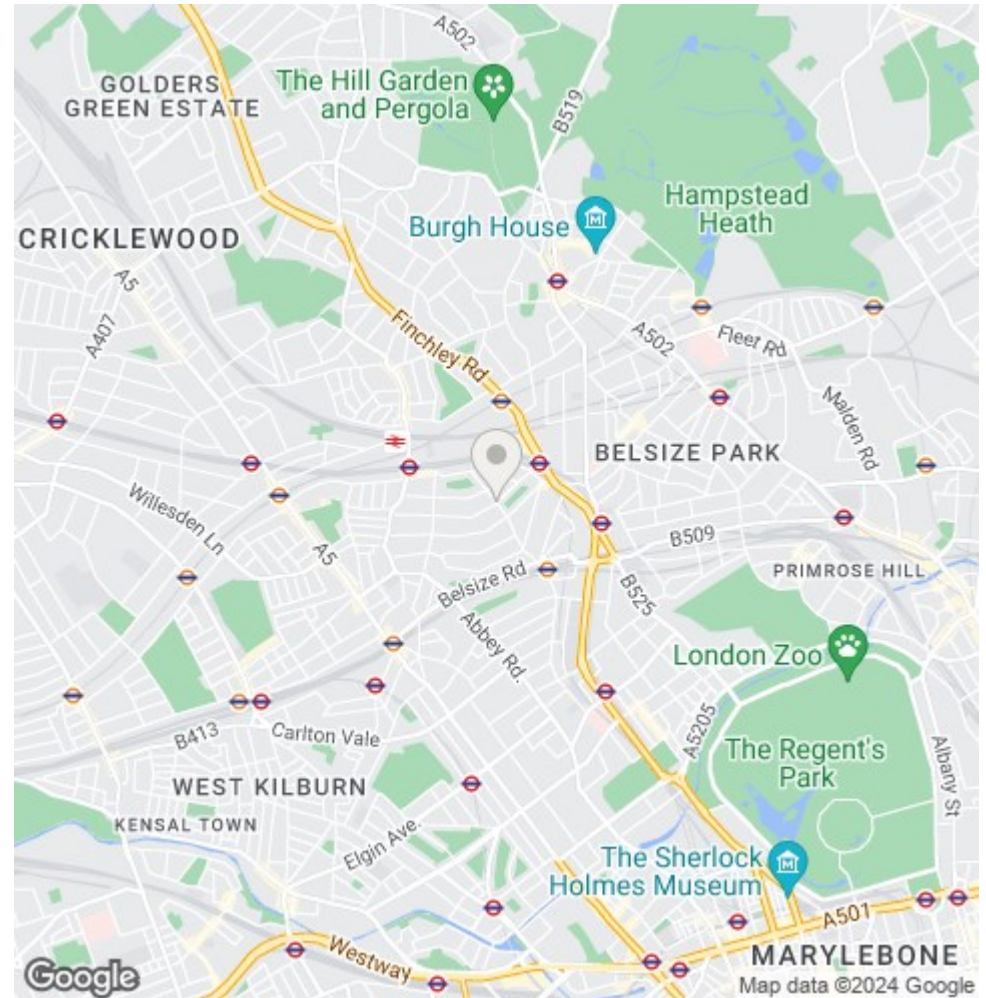 A502
GOLDERS
GREEN ESTATE
The Hill Garden
and Pergola
B519
Burgh House
Hampstead
Heath
CRICKLEWOOD
A5
A407
Finchley Rd
A502
Fleet Rd
Malden Rd
BELSIZE PARK
Willesden Ln
A5
B509
PRIMROSE HILL
Belsize Rd
B525
Abbey Rd.
London Zoo
A5205
B413
Carlton Vale
The Regent's
Park
Albany St
WEST KILBURN
KENSAL TOWN
Elgin Ave.
The Sherlock
Holmes Museum
A501
Westway
MARYLEBONE
Google
Map data ©2024 Google